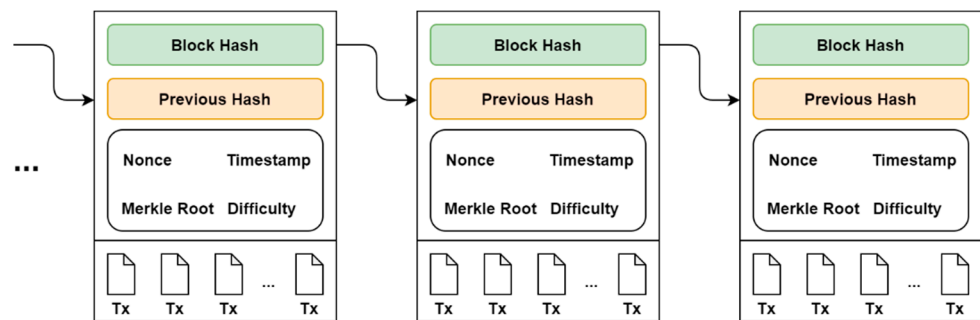 Block Hash
Previous Hash
Nonce Timestamp
Merkle Root Difficulty
Tx Tx Tx ... Tx
Block Hash
Previous Hash
Nonce Timestamp
Merkle Root Difficulty
Tx Tx Tx ... Tx
Block Hash
Previous Hash
Nonce Timestamp
Merkle Root Difficulty
Tx Tx Tx ... Tx
...